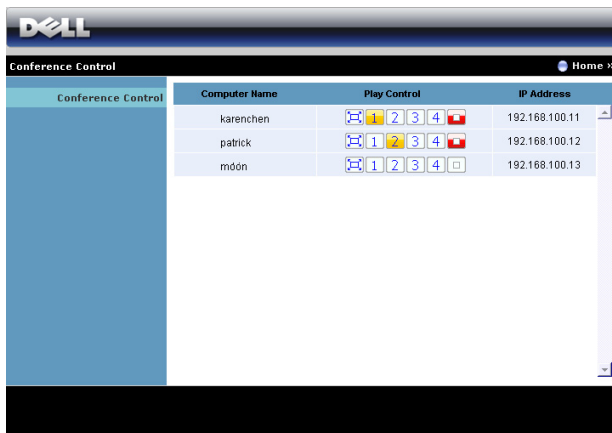 DELL
Conference Control
Home »
Conference Control
Computer Name Play Control IP Address
karenchen 1 2 3 4 192.168.100.11
patrick 1 2 3 4 192.168.100.12
móón 1 2 3 4 192.168.100.13